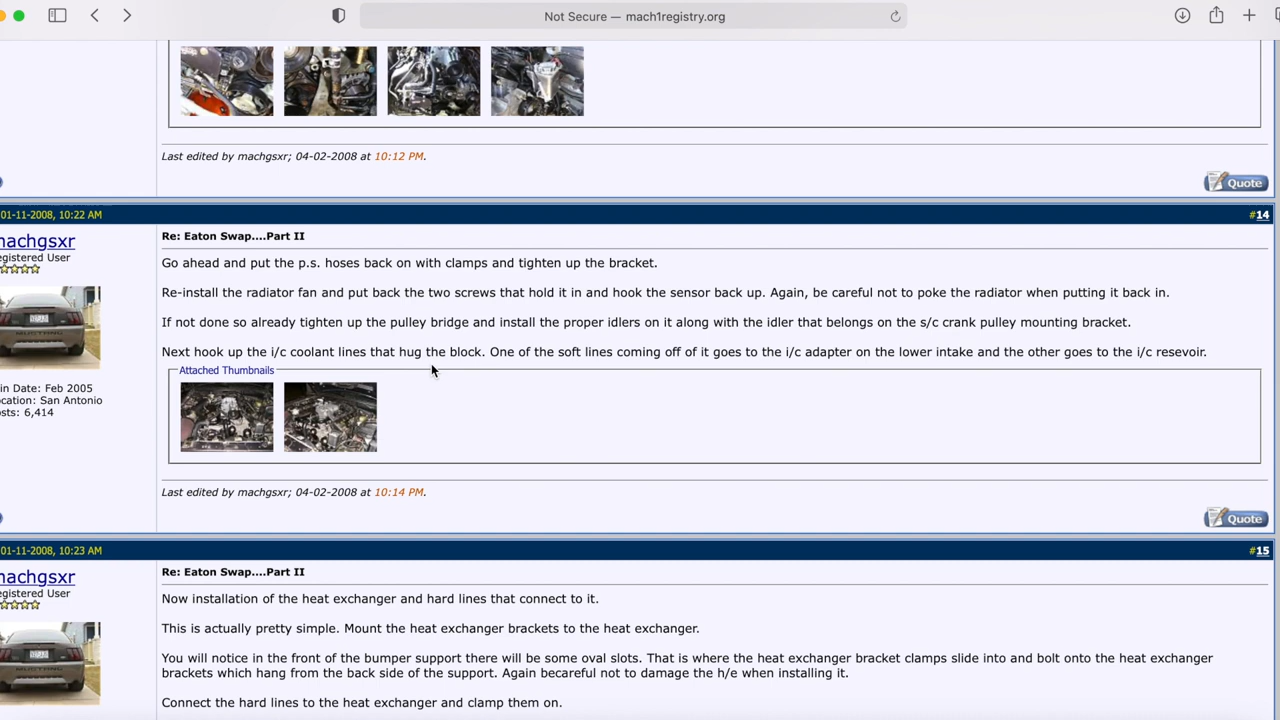 Not Secure — mach1registry.org
Last edited by machgsxr; 04-02-2008 at 10:12 PM.
Quote
01-11-2008, 10:22 AM
#14
achgsxr
egistered User
in Date: Feb 2005
ocation: San Antonio
sts: 6,414
Re: Eaton Swap....Part II
Go ahead and put the p.s. hoses back on with clamps and tighten up the bracket.
Re-install the radiator fan and put back the two screws that hold it in and hook the sensor back up. Again, be careful not to poke the radiator when putting it back in.
If not done so already tighten up the pulley bridge and install the proper idlers on it along with the idler that belongs on the s/c crank pulley mounting bracket.
Next hook up the i/c coolant lines that hug the block. One of the soft lines coming off of it goes to the i/c adapter on the lower intake and the other goes to the i/c resevoir.
Attached Thumbnails
Last edited by machgsxr; 04-02-2008 at 10:14 PM.
Quote
01-11-2008, 10:23 AM
#15
achgsxr
egistered User
Re: Eaton Swap....Part II
Now installation of the heat exchanger and hard lines that connect to it.
This is actually pretty simple. Mount the heat exchanger brackets to the heat exchanger.
You will notice in the front of the bumper support there will be some oval slots. That is where the heat exchanger bracket clamps slide into and bolt onto the heat exchanger
brackets which hang from the back side of the support. Again becareful not to damage the h/e when installing it.
Connect the hard lines to the heat exchanger and clamp them on.